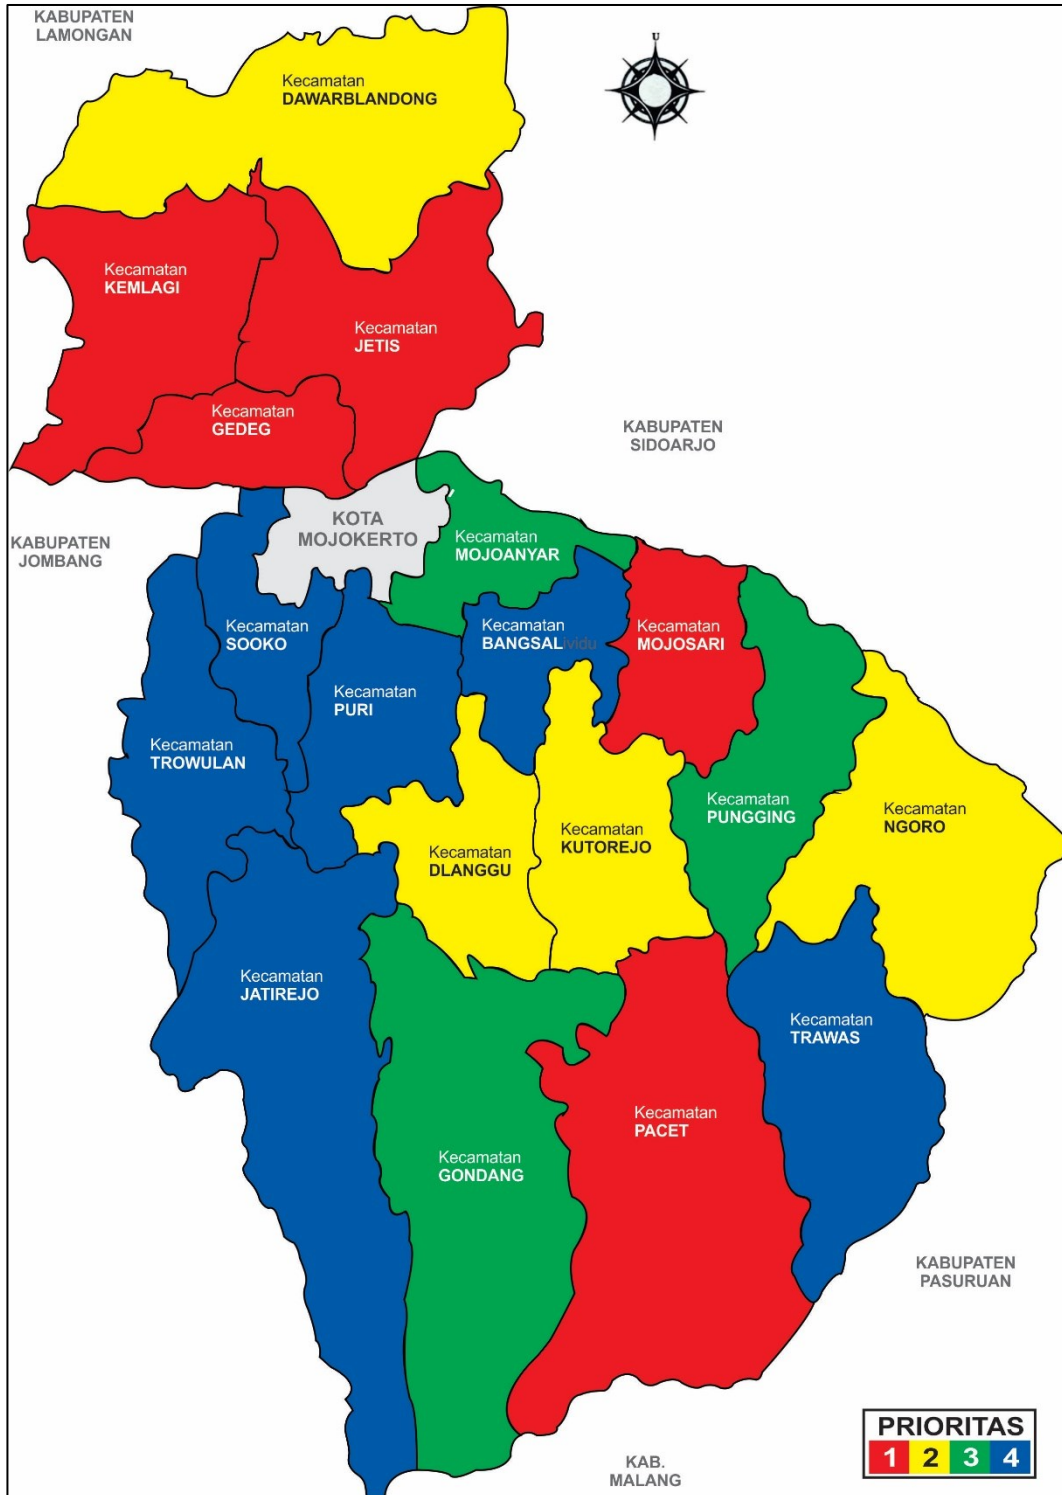 KABUPATEN
LAMONGAN
U
Kecamatan
DAWARBLANDONG
Kecamatan
KEMLAGI
Kecamatan
JETIS
Kecamatan
GEDEG
KABUPATEN
SIDOARJO
KOTA
MOJOKERTO
KABUPATEN
JOMBANG
Kecamatan
MOJOANYAR
Kecamatan
SOOKO
Kecamatan
BANGSALividu
Kecamatan
MOJOSARI
Kecamatan
PURI
Kecamatan
TROWULAN
Kecamatan
PUNGGING
Kecamatan
NGORO
Kecamatan
KUTOREJO
Kecamatan
DLANGGU
Kecamatan
JATIREJO
Kecamatan
TRAWAS
Kecamatan
PACET
Kecamatan
GONDANG
KABUPATEN
PASURUAN
KAB.
MALANG
PRIORITAS
1 2 3 4